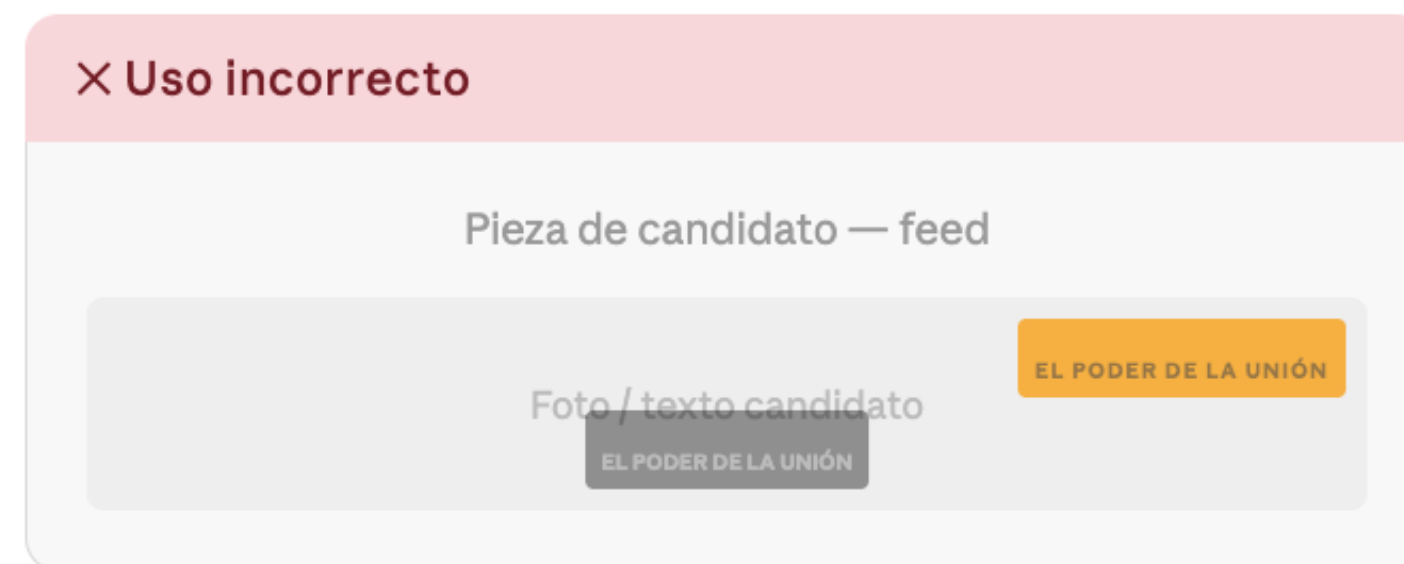 × Uso incorrecto
Pieza de candidato — feed
EL PODER DE LA UNIÓN
Foto / texto candidato
EL PODER DE LA UNIÓN